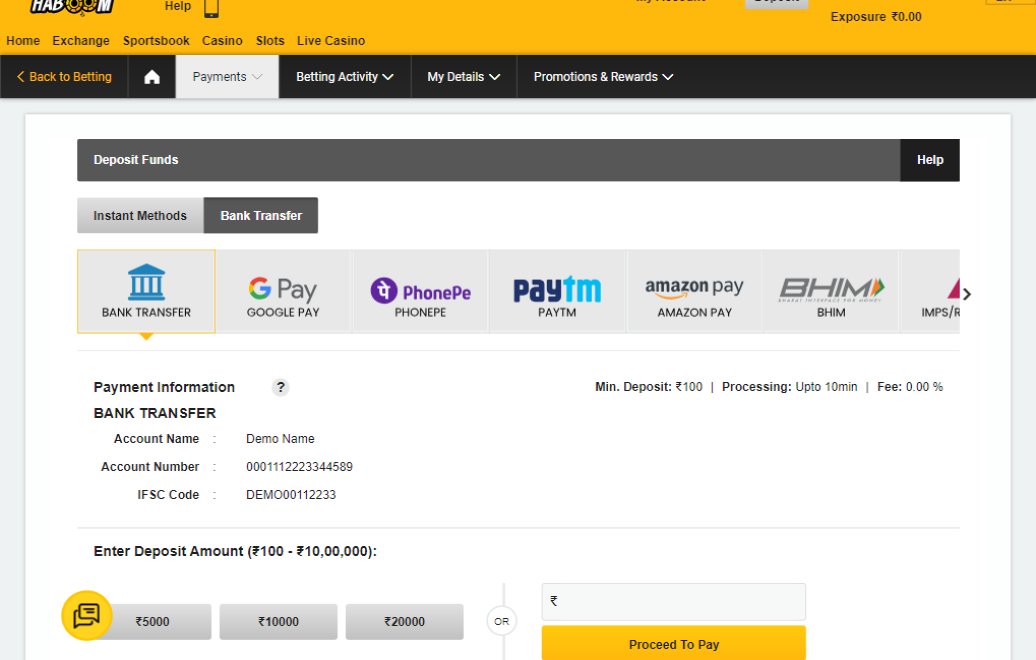 HABOOM
Help
Exposure ₹0.00
Home Exchange Sportsbook Casino Slots Live Casino
Back to Betting Payments Betting Activity My Details Promotions & Rewards
Deposit Funds Help
Instant Methods Bank Transfer
G Pay PhonePe paytm amazon pay BHIM
BHARAT INTERFACE FOR MONEY
BANK TRANSFER GOOGLE PAY PHONEPE PAYTM AMAZON PAY BHIM IMPS/R
Payment Information ? Min. Deposit: ₹100 | Processing: Upto 10min | Fee: 0.00 %
BANK TRANSFER
Account Name : Demo Name
Account Number : 0001112223344589
IFSC Code : DEMO00112233
Enter Deposit Amount (₹100 - ₹10,00,000):
₹
₹5000 ₹10000 ₹20000 OR
Proceed To Pay